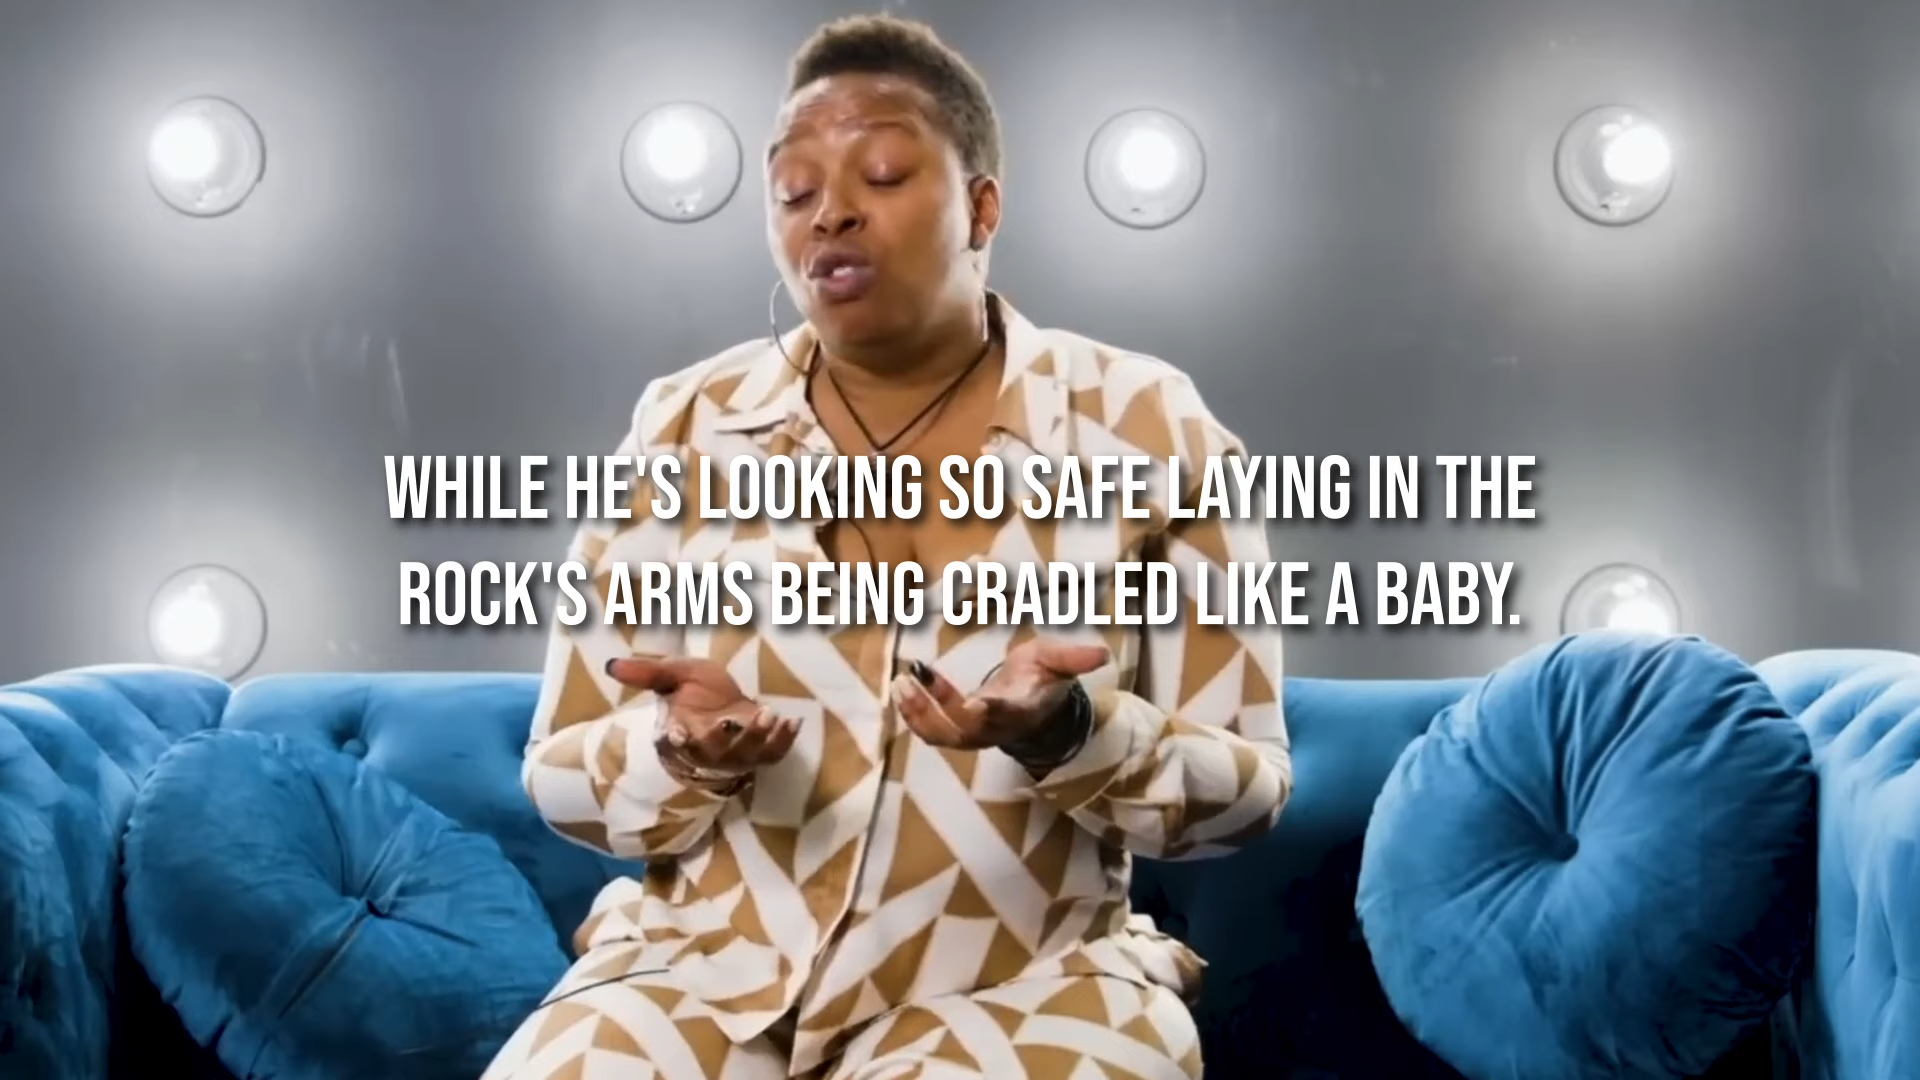 WHILE HE'S LOOKING SO SAFE LAYING IN THE
ROCK'S ARMS BEING CRADLED LIKE A BABY.